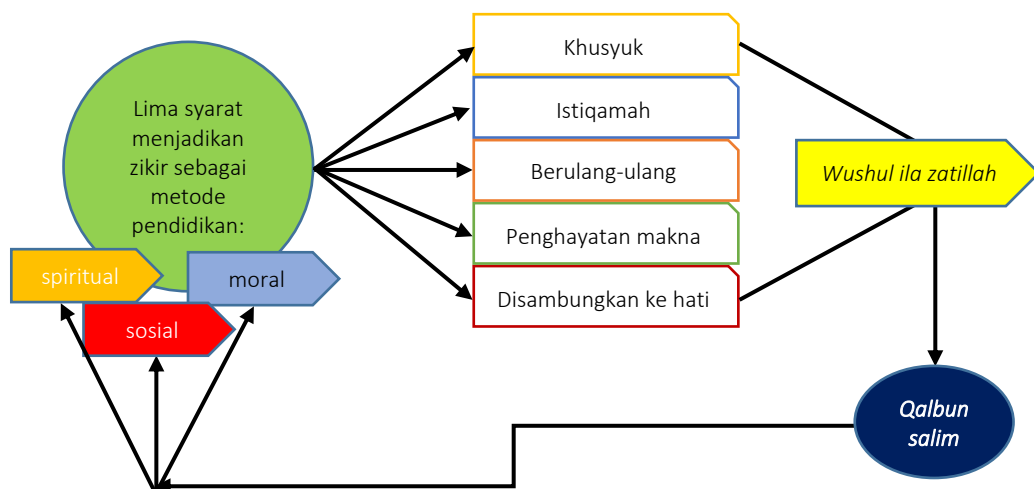 Lima syarat
menjadikan
zikir sebagai
metode
pendidikan:
spiritual
moral
sosial
Khusyuk
Istiqamah
Berulang-ulang
Penghayatan makna
Disambungkan ke hati
Wushul ila zatillah
Qalbun
salim